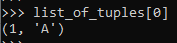 >>> list_of_tuples[0]
(1, 'A')